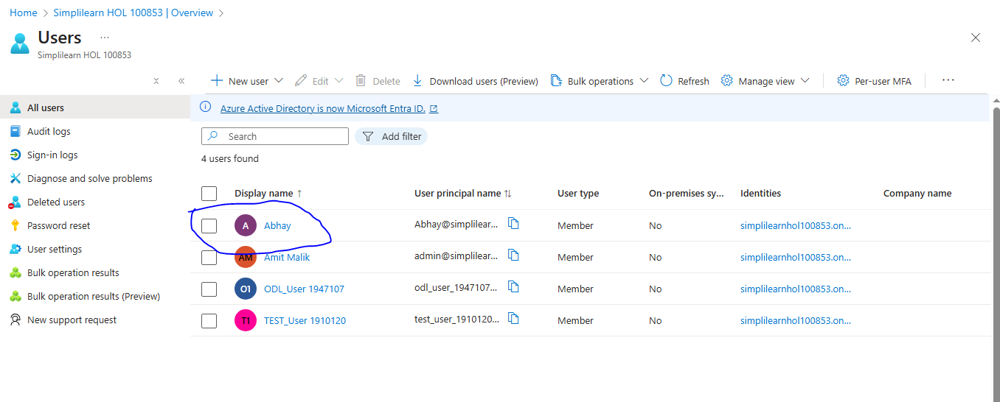 Home > Simplilearn HOL 100853 | Overview >
Users ...
Simplilearn HOL 100853
New user Edit Delete Download users (Preview) Bulk operations Refresh Manage view Per-user MFA ...
All users
Audit logs
Sign-in logs
Diagnose and solve problems
Deleted users
Password reset
User settings
Bulk operation results
Bulk operation results (Preview)
New support request
Azure Active Directory is now Microsoft Entra ID.
Search Add filter
4 users found
Display name ↑ User principal name ↑↓ User type On-premises sy... Identities Company name
A Abhay Abhay@simplilear... Member No simplilearnhol100853.on...
AM Amit Malik admin@simplilear... Member No simplilearnhol100853.on...
O1 ODL_User 1947107 odl_user_1947107... Member No simplilearnhol100853.on...
T1 TEST_User 1910120 test_user_1910120... Member No simplilearnhol100853.on...